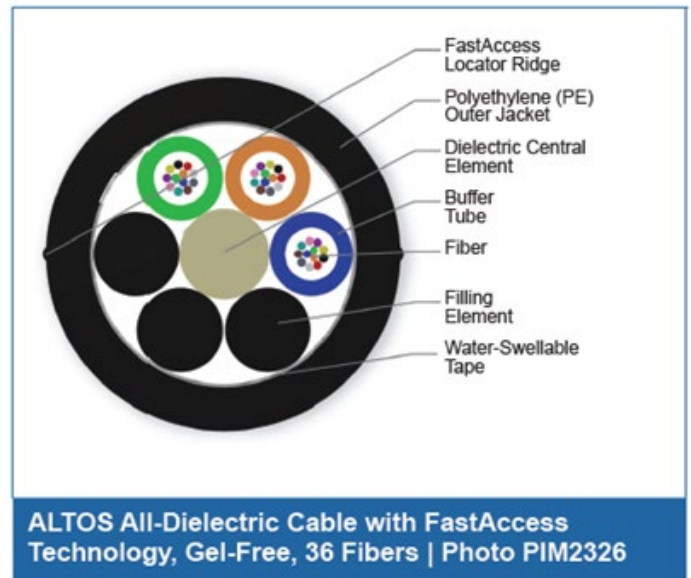 FastAccess
Locator Ridge
Polyethylene (PE)
Outer Jacket
Dielectric Central
Element
Buffer
Tube
Fiber
Filling
Element
Water-Swellable
Tape
ALTOS All-Dielectric Cable with FastAccess
Technology, Gel-Free, 36 Fibers | Photo PIM2326